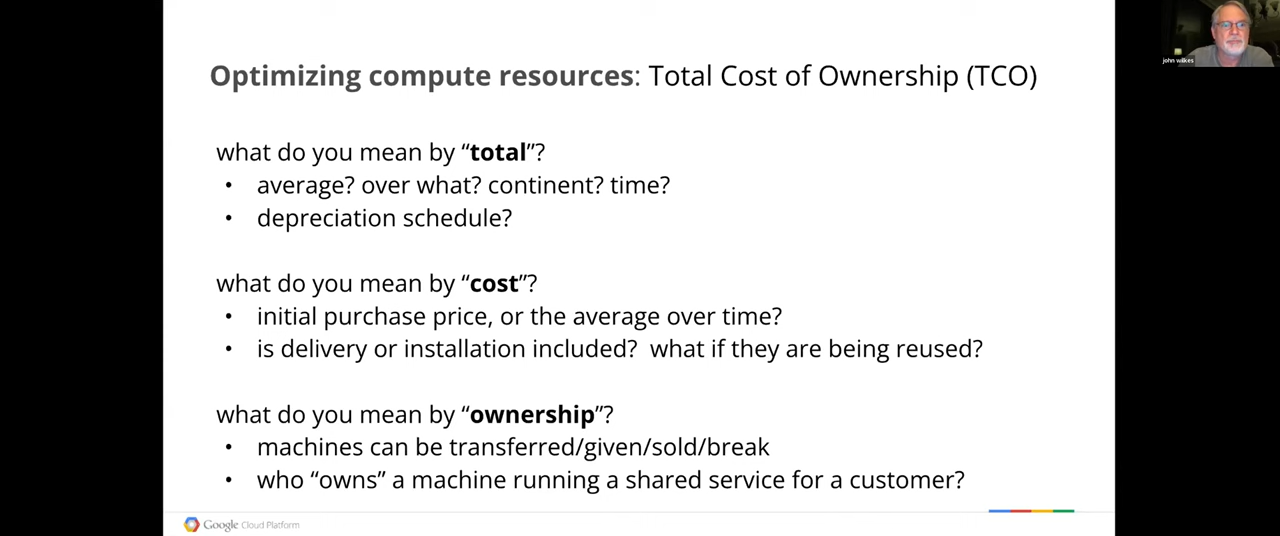 Optimizing compute resources: Total Cost of Ownership (TCO)
what do you mean by “total”?
• average? over what? continent? time?
• depreciation schedule?
what do you mean by “cost”?
• initial purchase price, or the average over time?
• is delivery or installation included?  what if they are being reused?
what do you mean by “ownership”?
• machines can be transferred/given/sold/break
• who “owns” a machine running a shared service for a customer?
Google Cloud Platform
john wilkes